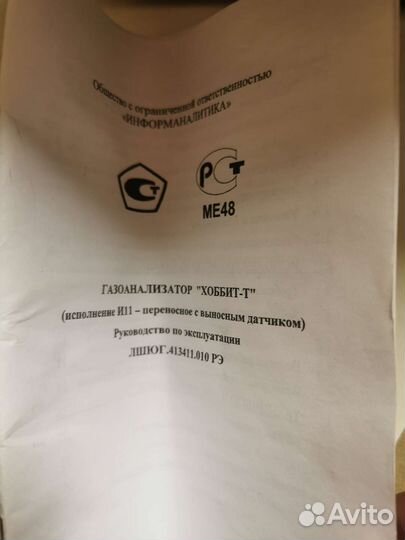 Общество с ограниченной ответственностью
«ИНФОРМАНАЛИТИКА»
РСТ
МЕ48
ГАЗОАНАЛИЗАТОР "ХОББИТ-Т"
(исполнение И11 – переносное с выносным датчиком)
Руководство по эксплуатации
ЛШЮГ.413411.010 РЭ
Avito